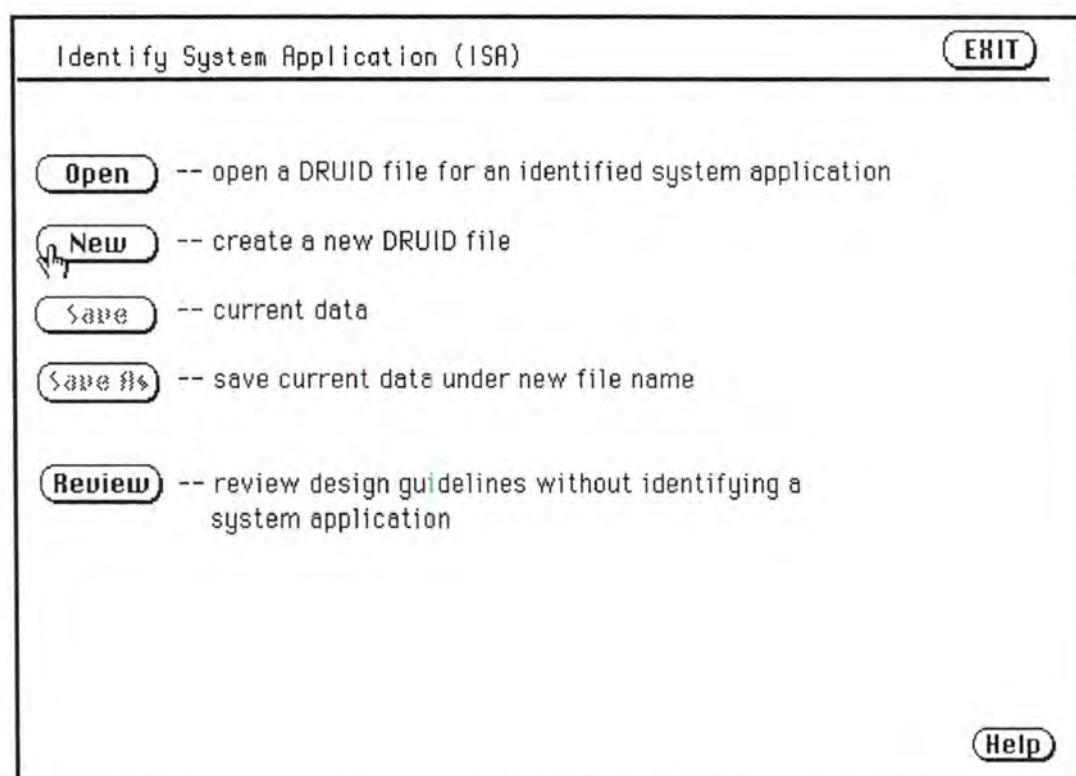 Identify System Application (ISA) EXIT
Open -- open a DRUID file for an identified system application
New -- create a new DRUID file
Save -- current data
Save As -- save current data under new file name
Review -- review design guidelines without identifying a
system application
Help